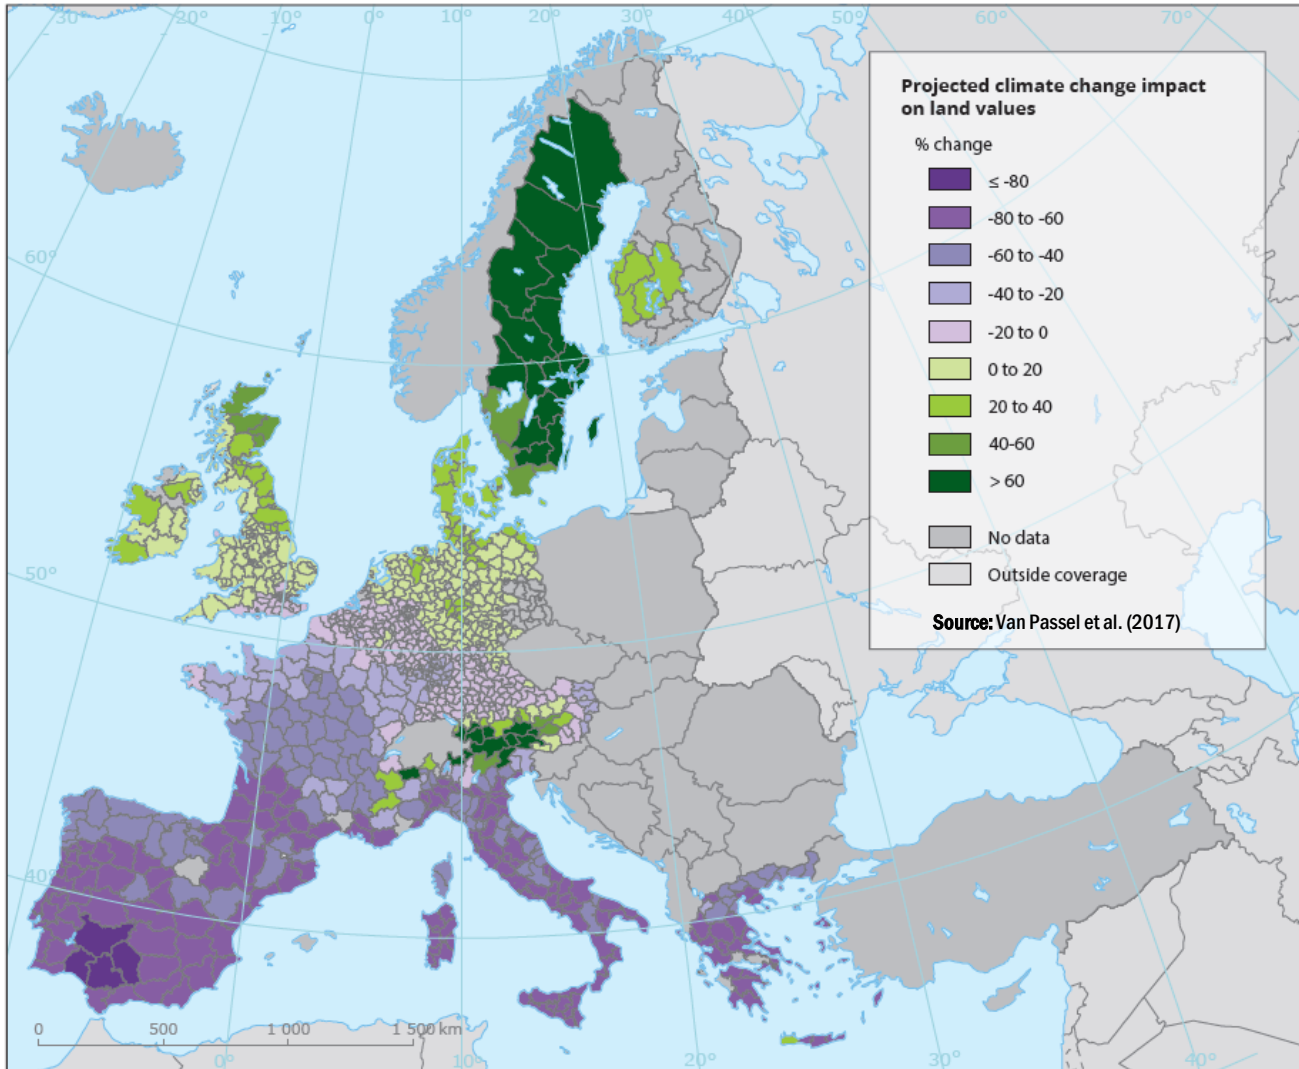 30° 20° 10° 0° 10° 20° 30° 40° 50° 60° 70°
60°
50°
40°
Projected climate change impact
on land values
% change
≤ -80
-80 to -60
-60 to -40
-40 to -20
-20 to 0
0 to 20
20 to 40
40-60
> 60
No data
Outside coverage
Source: Van Passel et al. (2017)
0 500 1 000 1 500 km
0° 10° 20° 30° 40°